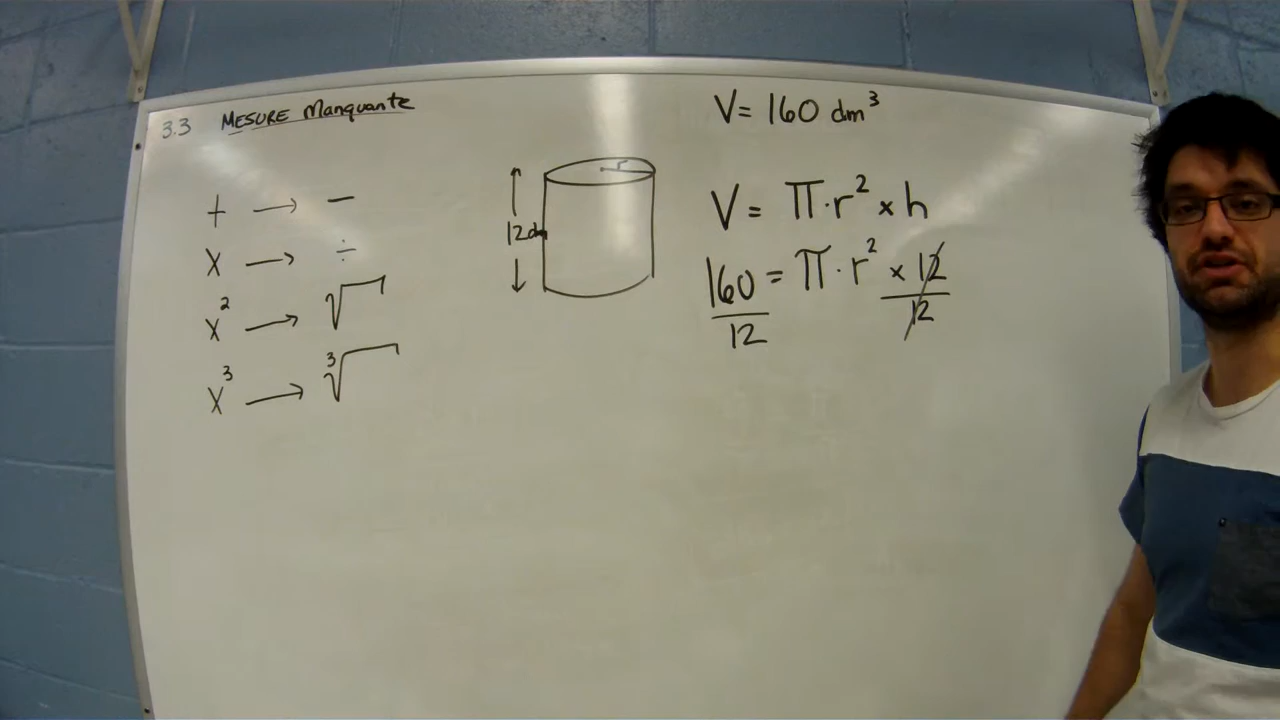 3.3 MESURE Manquante
+ → −
x → ÷
x² → √
x³ → ³√
r
12dm
V = 160 dm³
V = π·r² × h
160 = π·r² × 12
12 12